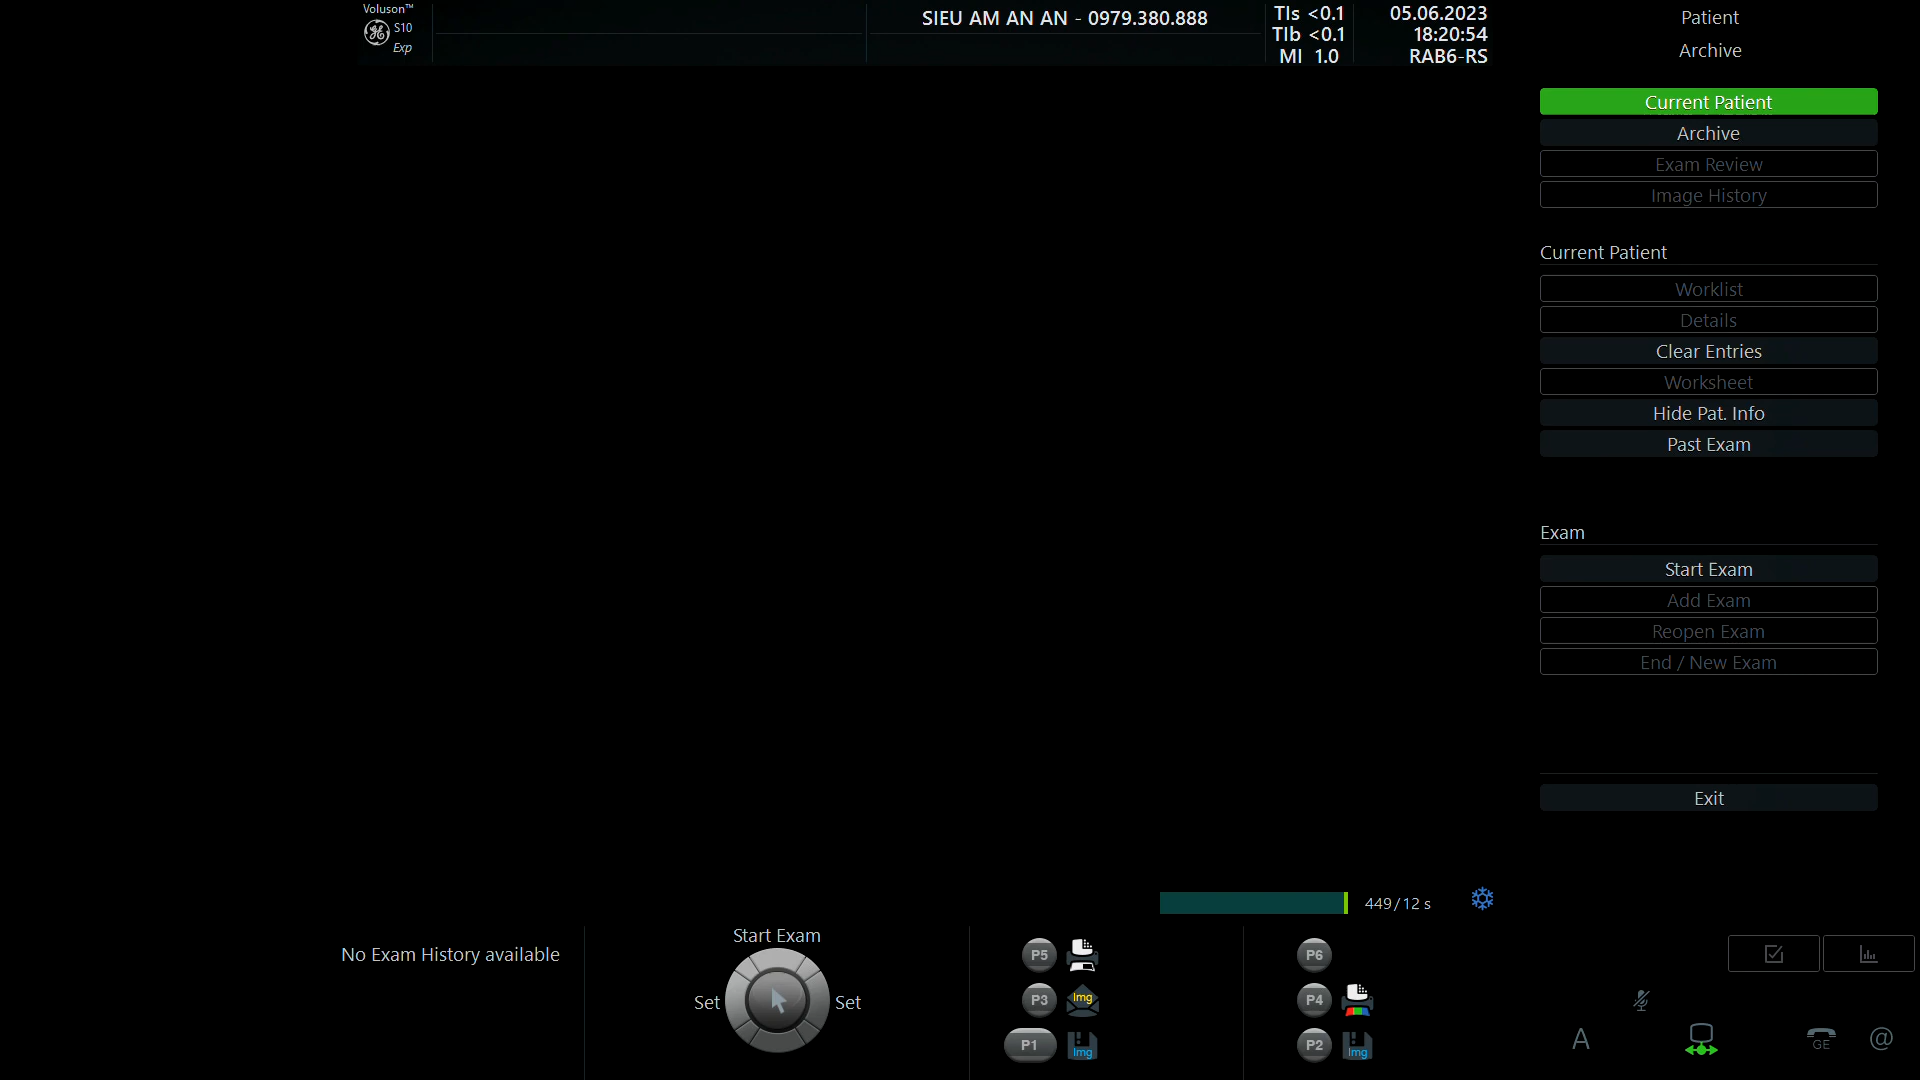 Voluson™
S10
Exp
SIEU AM AN AN - 0979.380.888
TIs <0.1
TIb <0.1
MI 1.0
05.06.2023
18:20:54
RAB6-RS
Patient
Archive
Current Patient
Archive
Exam Review
Image History
Current Patient
Worklist
Details
Clear Entries
Worksheet
Hide Pat. Info
Past Exam
Exam
Start Exam
Add Exam
Reopen Exam
End / New Exam
Exit
449/12 s
No Exam History available
Start Exam
Set
Set
P5
P3
Img
P1
Img
P6
P4
P2
Img
A
GE
@